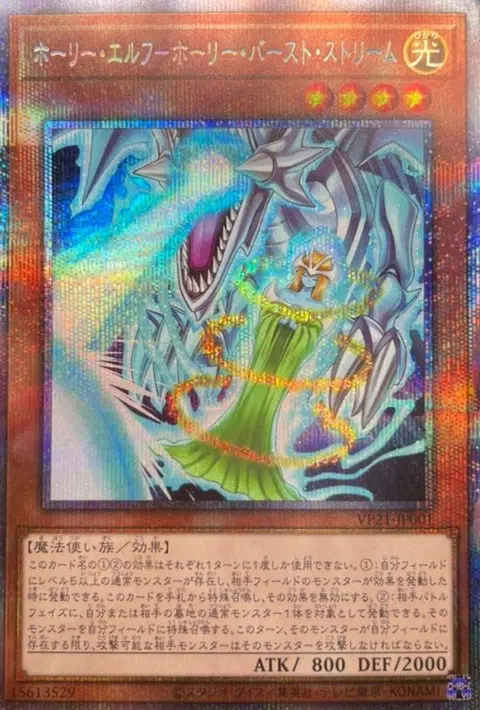 ホーリー・エルフーホーリー・バースト・ストリーム
光
VP21-JP001
【魔法使い族／効果】
このカード名の①②の効果はそれぞれ1ターンに1度しか使用できない。①：自分フィールド
にレベル5以上の通常モンスターが存在し、相手フィールドのモンスターが効果を発動した
時に発動できる。このカードを手札から特殊召喚し、その効果を無効にする。②：相手バトル
フェイズに、自分または相手の墓地の通常モンスター1体を対象として発動できる。その
モンスターを自分フィールドに特殊召喚する。このターン、そのモンスターが自分フィールドに
存在する限り、攻撃可能な相手モンスターはそのモンスターを攻撃しなければならない。
ATK/ 800 DEF/2000
15613529
©スタジオ・ダイス／集英社・テレビ東京・KONAMI